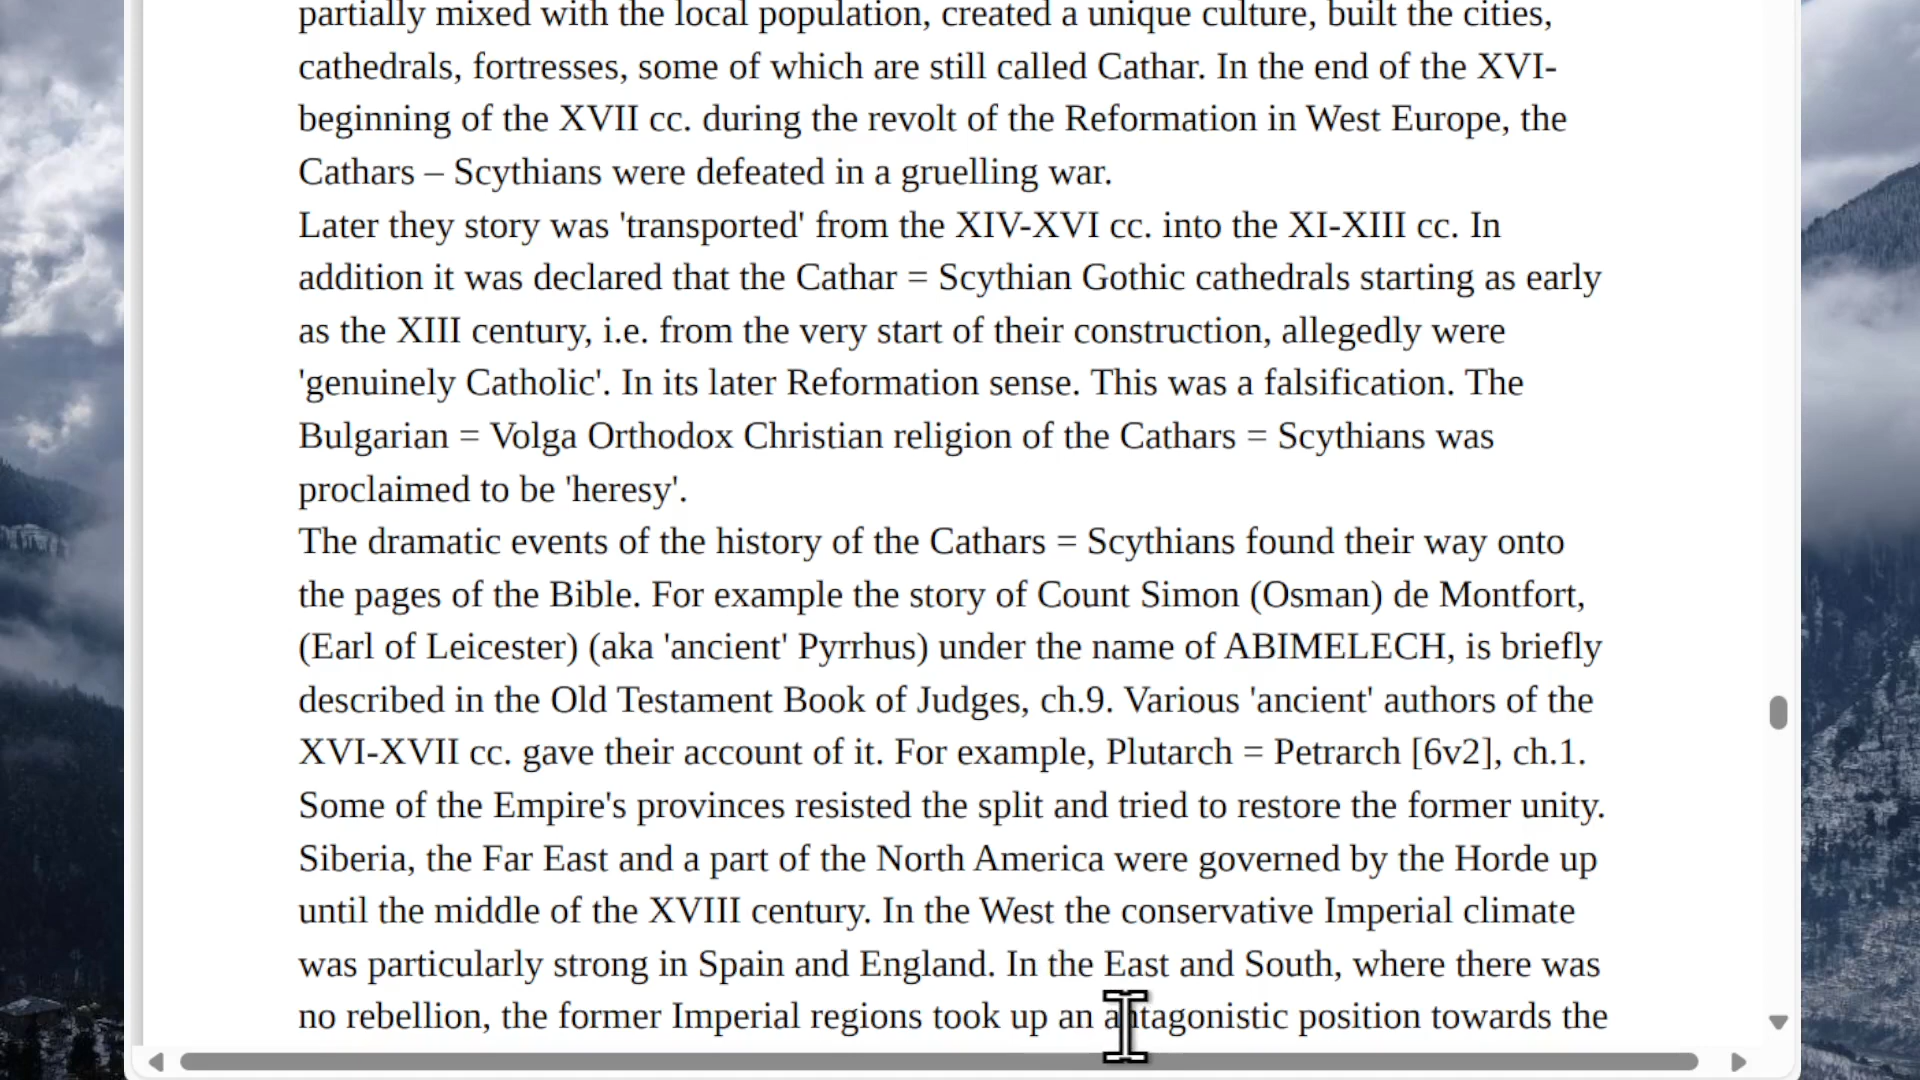 partially mixed with the local population, created a unique culture, built the cities,
cathedrals, fortresses, some of which are still called Cathar. In the end of the XVI-
beginning of the XVII cc. during the revolt of the Reformation in West Europe, the
Cathars – Scythians were defeated in a gruelling war.
Later they story was 'transported' from the XIV-XVI cc. into the XI-XIII cc. In
addition it was declared that the Cathar = Scythian Gothic cathedrals starting as early
as the XIII century, i.e. from the very start of their construction, allegedly were
'genuinely Catholic'. In its later Reformation sense. This was a falsification. The
Bulgarian = Volga Orthodox Christian religion of the Cathars = Scythians was
proclaimed to be 'heresy'.
The dramatic events of the history of the Cathars = Scythians found their way onto
the pages of the Bible. For example the story of Count Simon (Osman) de Montfort,
(Earl of Leicester) (aka 'ancient' Pyrrhus) under the name of ABIMELECH, is briefly
described in the Old Testament Book of Judges, ch.9. Various 'ancient' authors of the
XVI-XVII cc. gave their account of it. For example, Plutarch = Petrarch [6v2], ch.1.
Some of the Empire's provinces resisted the split and tried to restore the former unity.
Siberia, the Far East and a part of the North America were governed by the Horde up
until the middle of the XVIII century. In the West the conservative Imperial climate
was particularly strong in Spain and England. In the East and South, where there was
no rebellion, the former Imperial regions took up an antagonistic position towards the